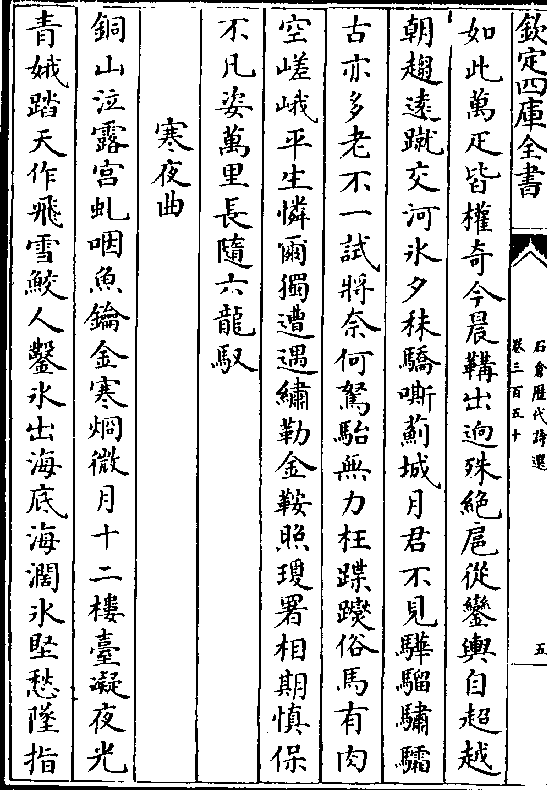 欽定四庫全書
石倉歴代詩選
卷三百五十
五
如此萬疋皆權奇今晨鞲出逈殊絶扈從鑾輿自超越
朝趨遠蹴交河氷夕秣驕嘶薊城月君不見驊騮驌驦
古亦多老不一試將奈何駑駘無力枉蹀躞俗馬有肉
空嵯峨平生憐爾獨遭遇繡勒金鞍照瓊署相期慎保
不凡姿萬里長隨六龍馭
寒夜曲
銅山泣露宫虬咽魚鑰金寒烱微月十二樓臺凝夜光
青娥踏天作飛雪鮫人鑿氷出海底海濶氷堅愁墮指